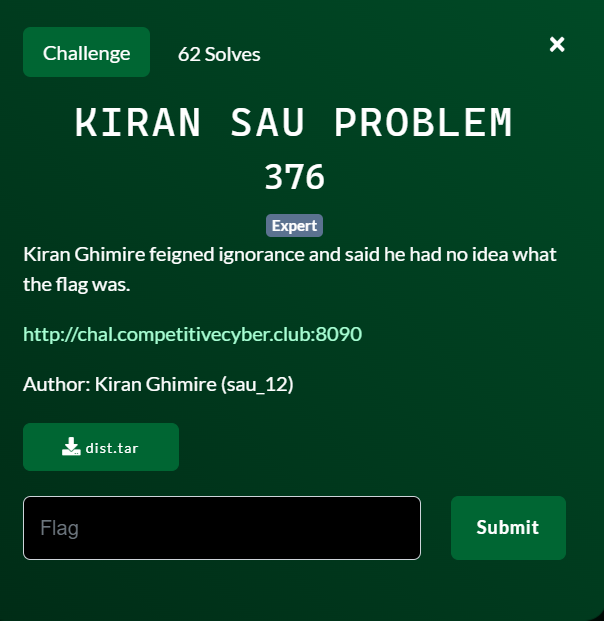 Challenge
62 Solves
KIRAN SAU PROBLEM
376
Expert
Kiran Ghimire feigned ignorance and said he had no idea what
the flag was.
http://chal.competitivecyber.club:8090
Author: Kiran Ghimire (sau_12)
dist.tar
Flag
Submit